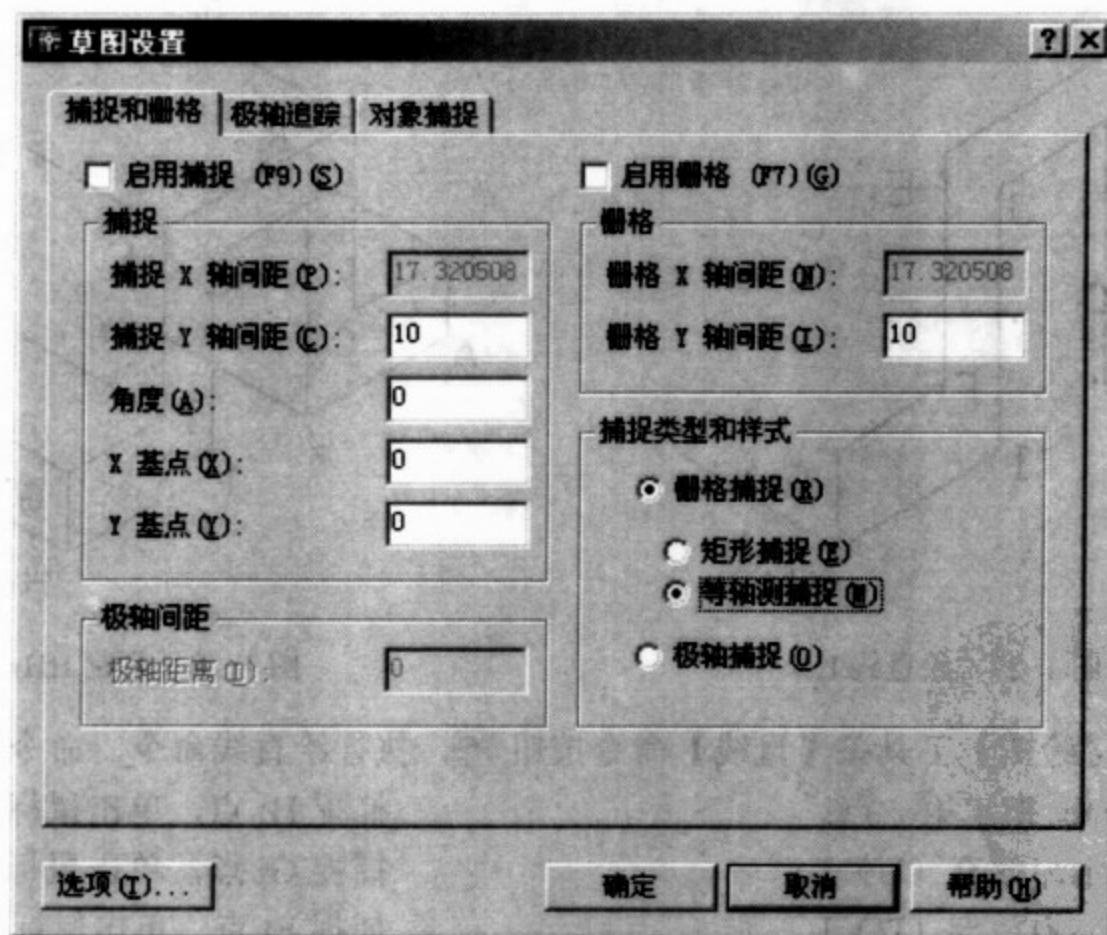 草图设置
捕捉和栅格
极轴追踪
对象捕捉
启用捕捉 (F9)(S)
捕捉
捕捉 X 轴间距(P):
17.320508
捕捉 Y 轴间距(C):
10
角度(A):
0
X 基点(X):
0
Y 基点(Y):
0
极轴间距
极轴距离(D):
0
启用栅格 (F7)(G)
栅格
栅格 X 轴间距(N):
17.320508
栅格 Y 轴间距(I):
10
捕捉类型和样式
栅格捕捉(R)
矩形捕捉(E)
等轴测捕捉(M)
极轴捕捉(O)
选项(T)...
确定
取消
帮助(H)